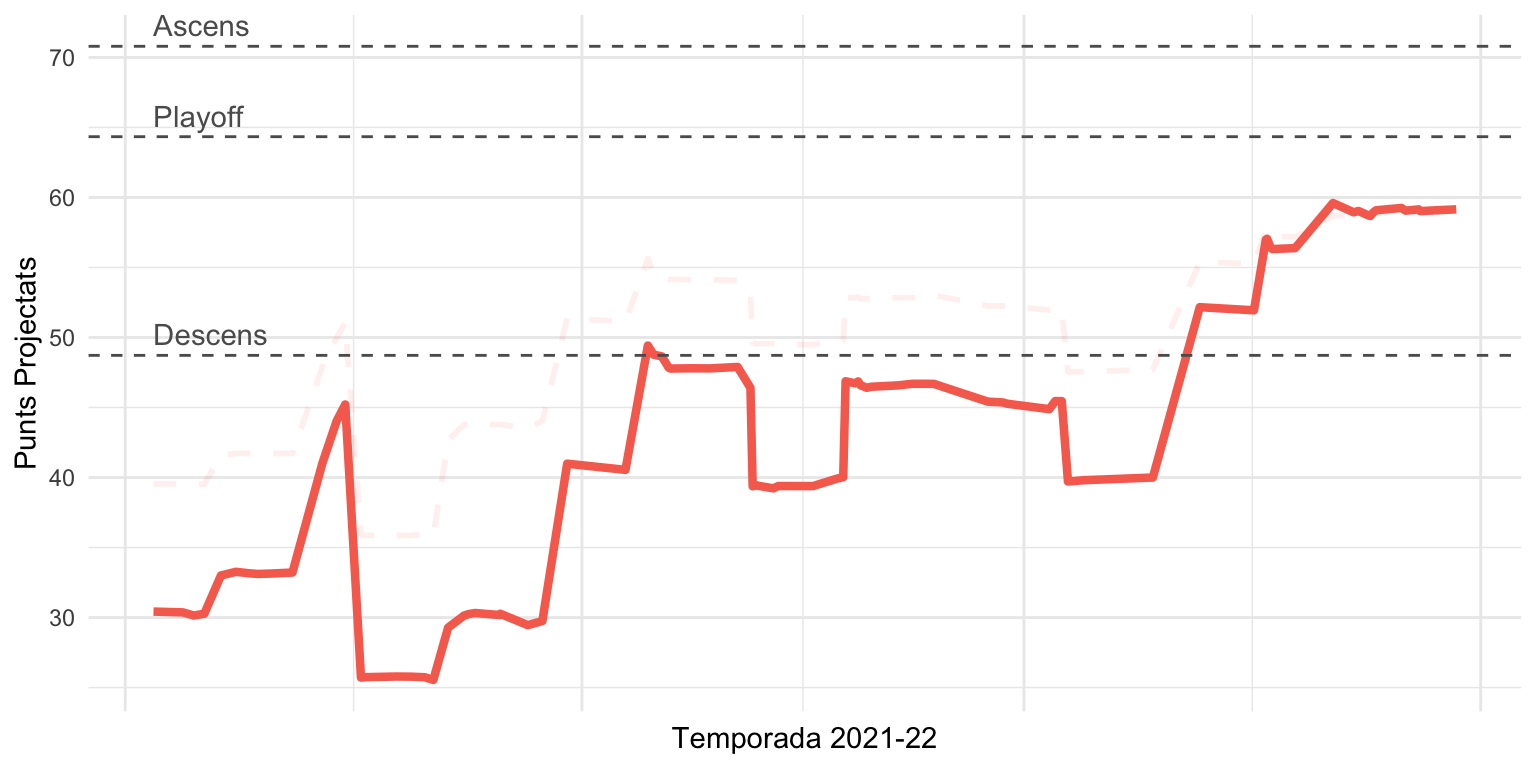 Ascens
70
Playoff
60
Descens
50
40
30
Punts Projectats
Temporada 2021-22